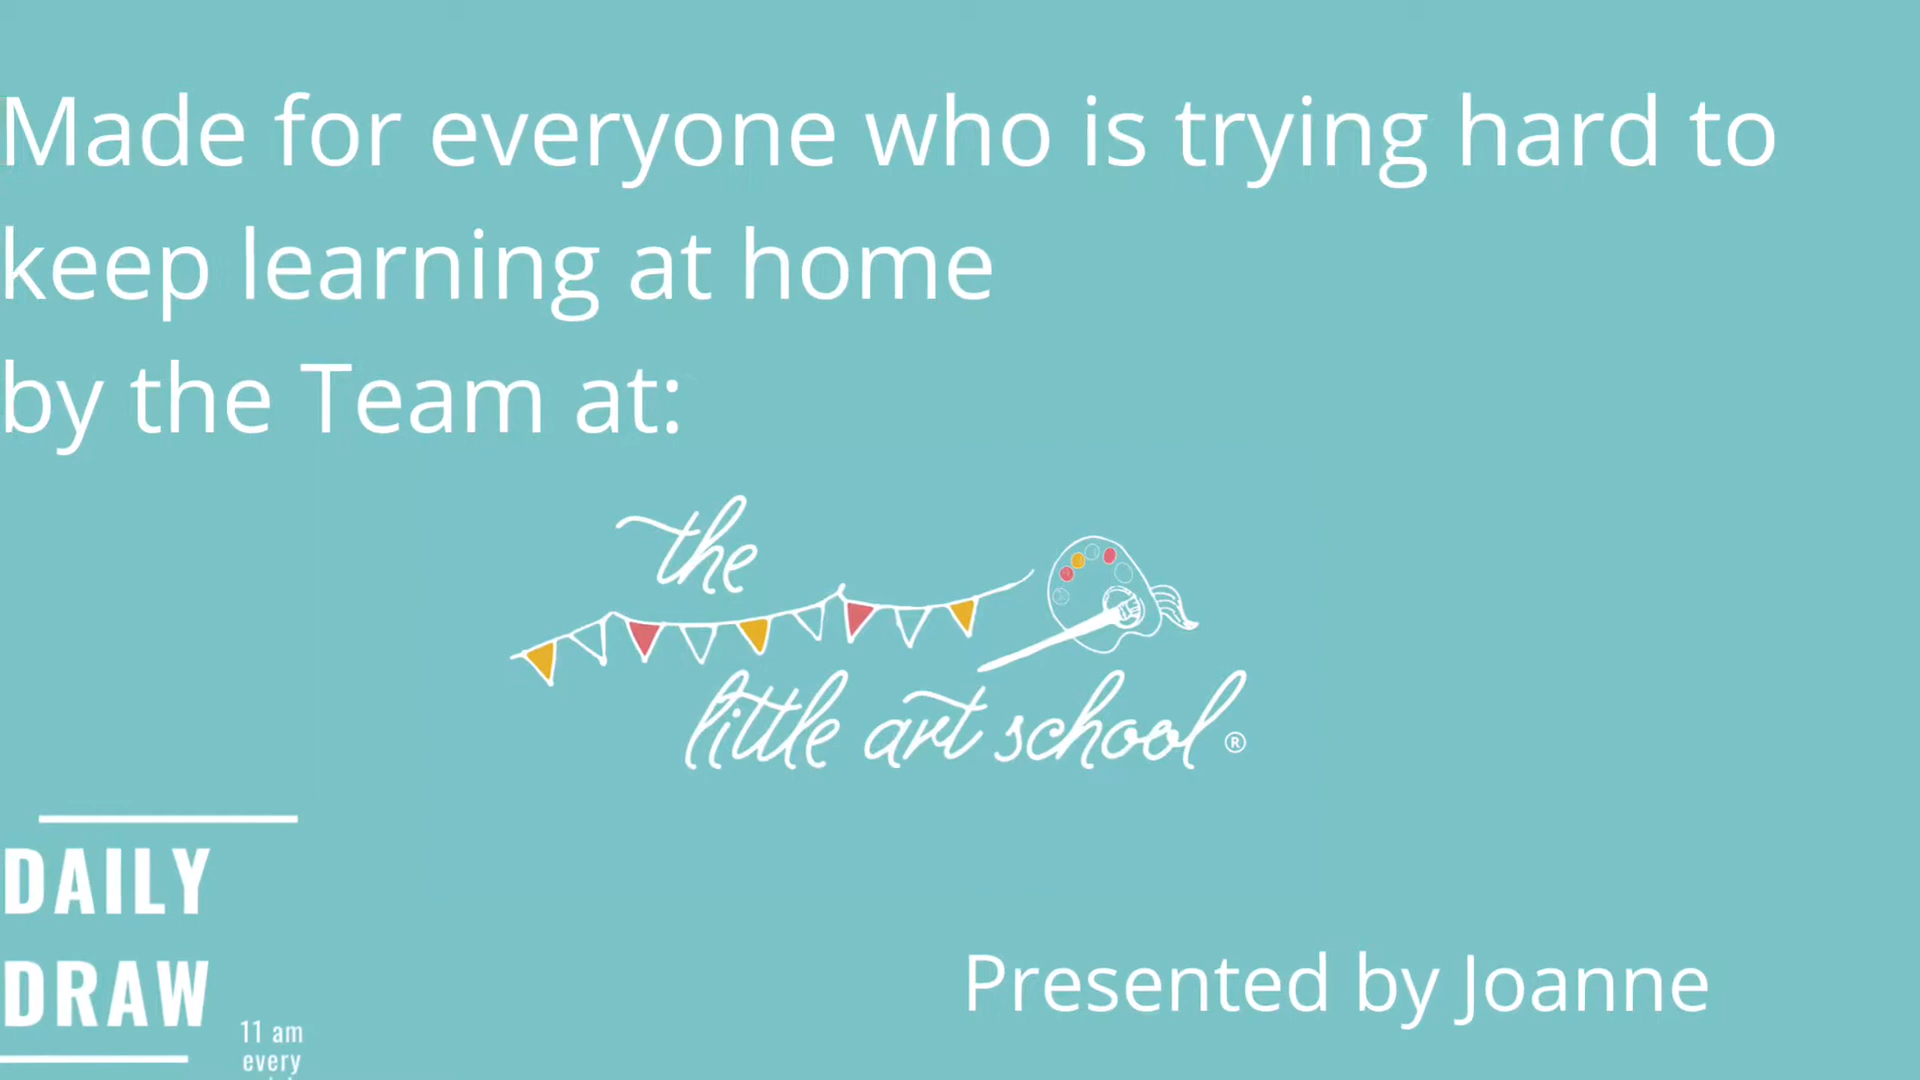 Made for everyone who is trying hard to
keep learning at home
by the Team at:
the
little art school ®
DAILY
DRAW
11 am
every
Presented by Joanne